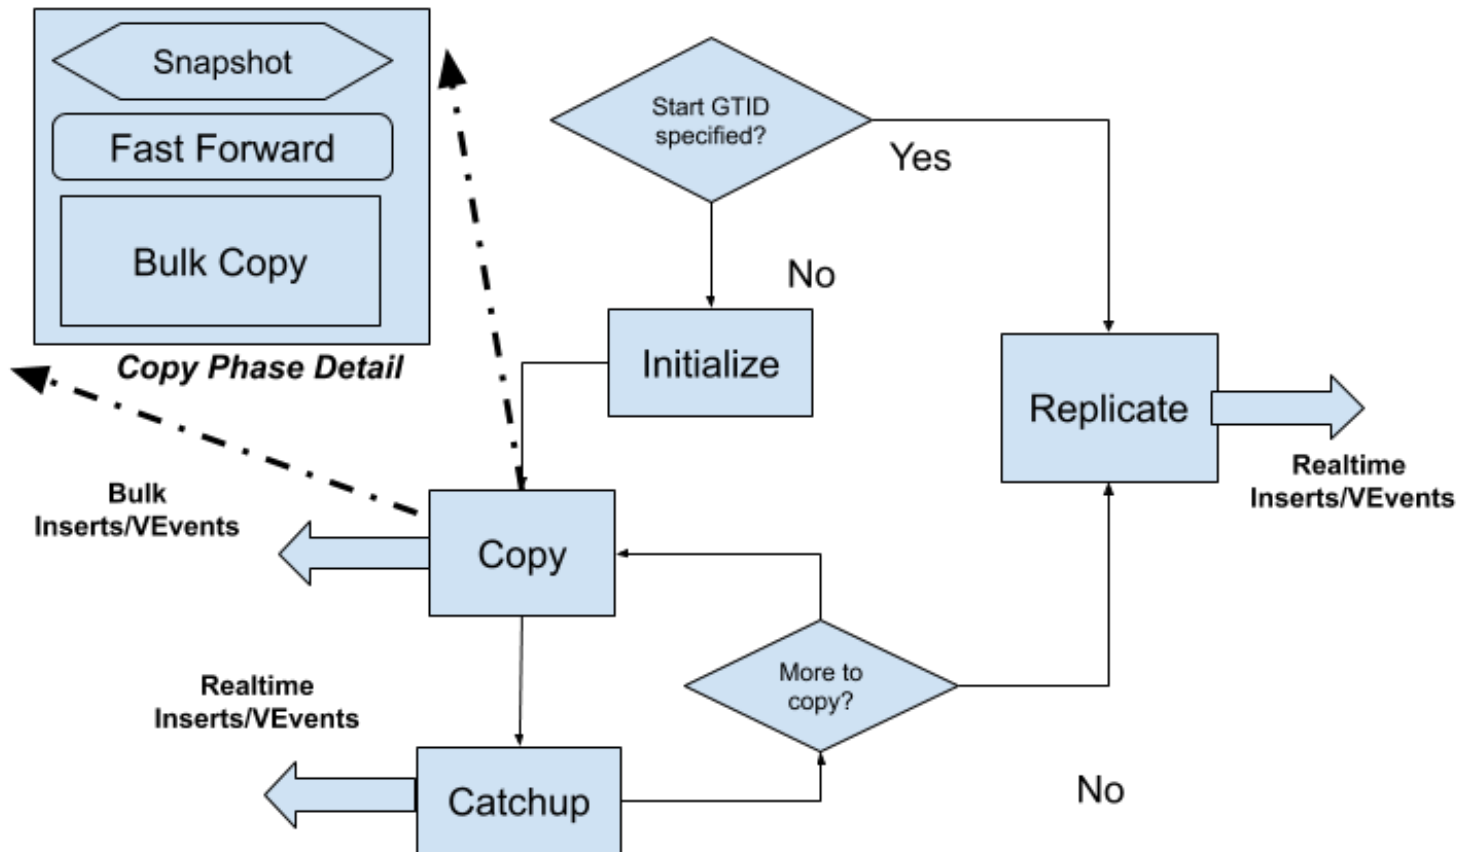 Snapshot
Fast Forward
Bulk Copy
Copy Phase Detail
Start GTID
specified?
Yes
No
Initialize
Replicate
Realtime
Inserts/VEvents
Bulk
Inserts/VEvents
Copy
More to
copy?
Realtime
Inserts/VEvents
Catchup
No